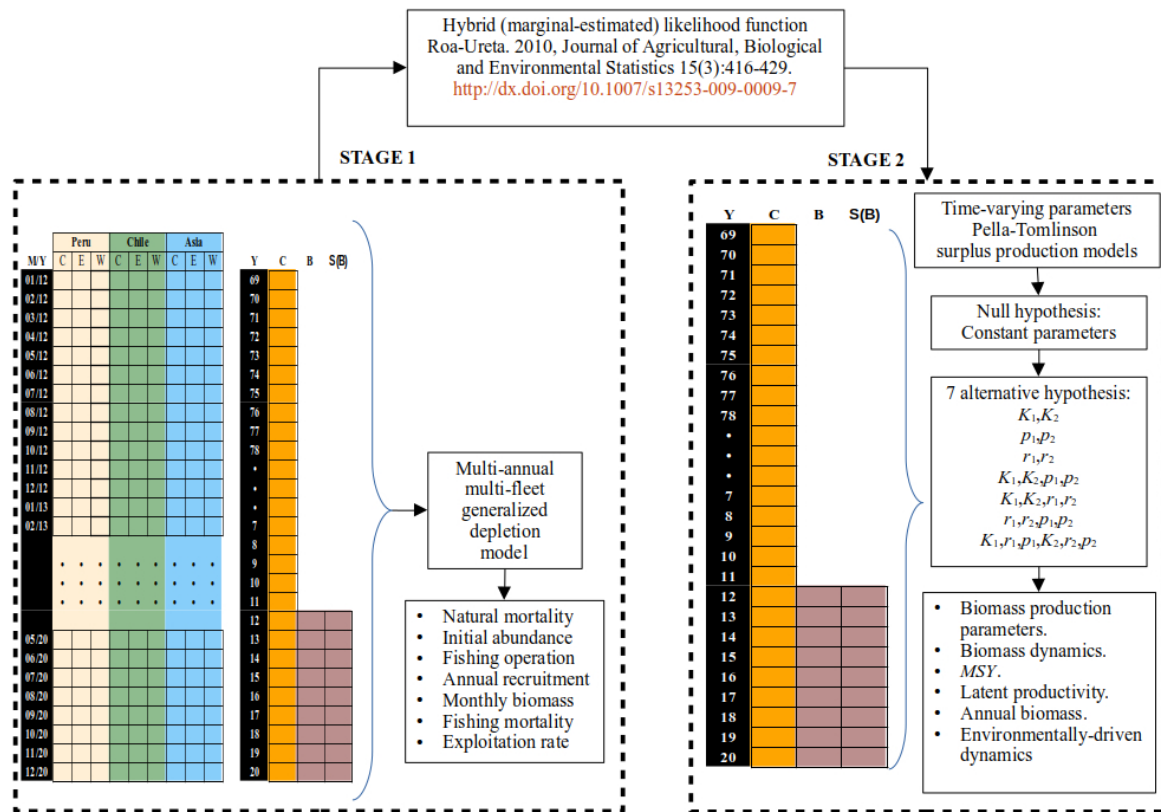 Hybrid (marginal-estimated) likelihood function
Roa-Ureta. 2010, Journal of Agricultural, Biological
and Environmental Statistics 15(3):416-429.
http://dx.doi.org/10.1007/s13253-009-0009-7
STAGE 1
STAGE 2
Peru Chile Asia
M/Y C E W C E W C E W
01/12
02/12
03/12
04/12
05/12
06/12
07/12
08/12
09/12
10/12
11/12
12/12
01/13
02/13
05/20
06/20
07/20
08/20
09/20
10/20
11/20
12/20
Y C B S(B)
69
70
71
72
73
74
75
76
77
78
•
•
•
7
8
9
10
11
12
13
14
15
16
17
18
19
20
Multi-annual
multi-fleet
generalized
depletion
model
• Natural mortality
• Initial abundance
• Fishing operation
• Annual recruitment
• Monthly biomass
• Fishing mortality
• Exploitation rate
Y C B S(B)
69
70
71
72
73
74
75
76
77
78
•
•
•
7
8
9
10
11
12
13
14
15
16
17
18
19
20
Time-varying parameters
Pella-Tomlinson
surplus production models
Null hypothesis:
Constant parameters
7 alternative hypothesis:
K₁,K₂
p₁,p₂
r₁,r₂
K₁,K₂,p₁,p₂
K₁,K₂,r₁,r₂
r₁,r₂,p₁,p₂
K₁,r₁,p₁,K₂,r₂,p₂
• Biomass production
parameters.
• Biomass dynamics.
• MSY.
• Latent productivity.
• Annual biomass.
• Environmentally-driven
dynamics